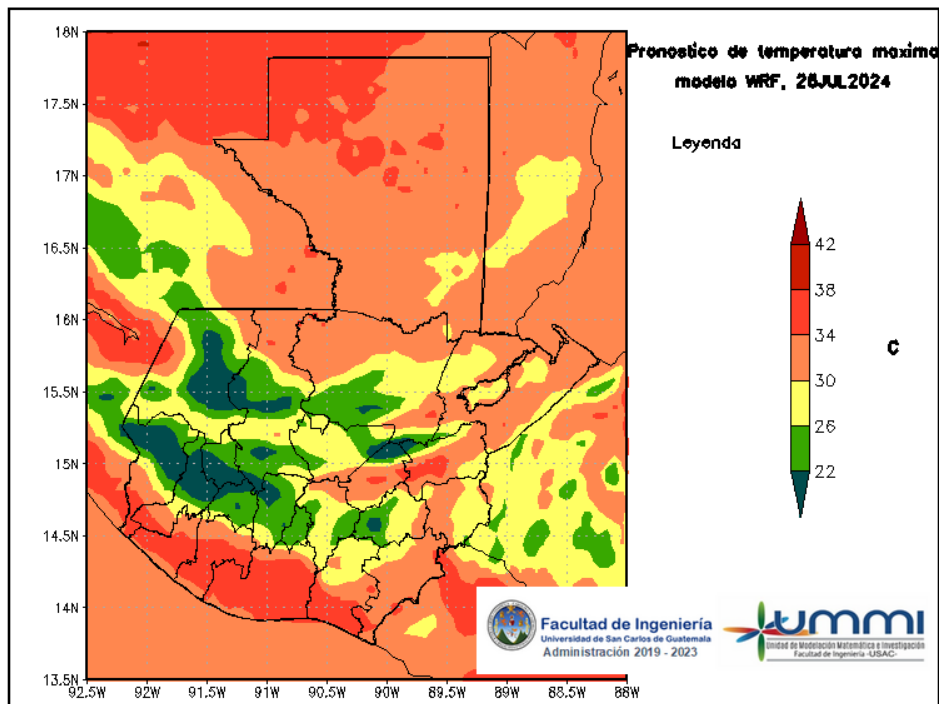 Pronostico de temperatura maxima
modelo WRF, 26JUL2024
Leyenda
18N
17.5N
17N
16.5N
16N
15.5N
15N
14.5N
14N
13.5N
92.5W 92W 91.5W 91W 90.5W 90W 89.5W 89W 88.5W 88W
42
38
34
30
26
22
C
Facultad de Ingeniería
Universidad de San Carlos de Guatemala
Administración 2019 - 2023
UMMI
Unidad de Modelación Matemática e Investigación
Facultad de Ingeniería -USAC-